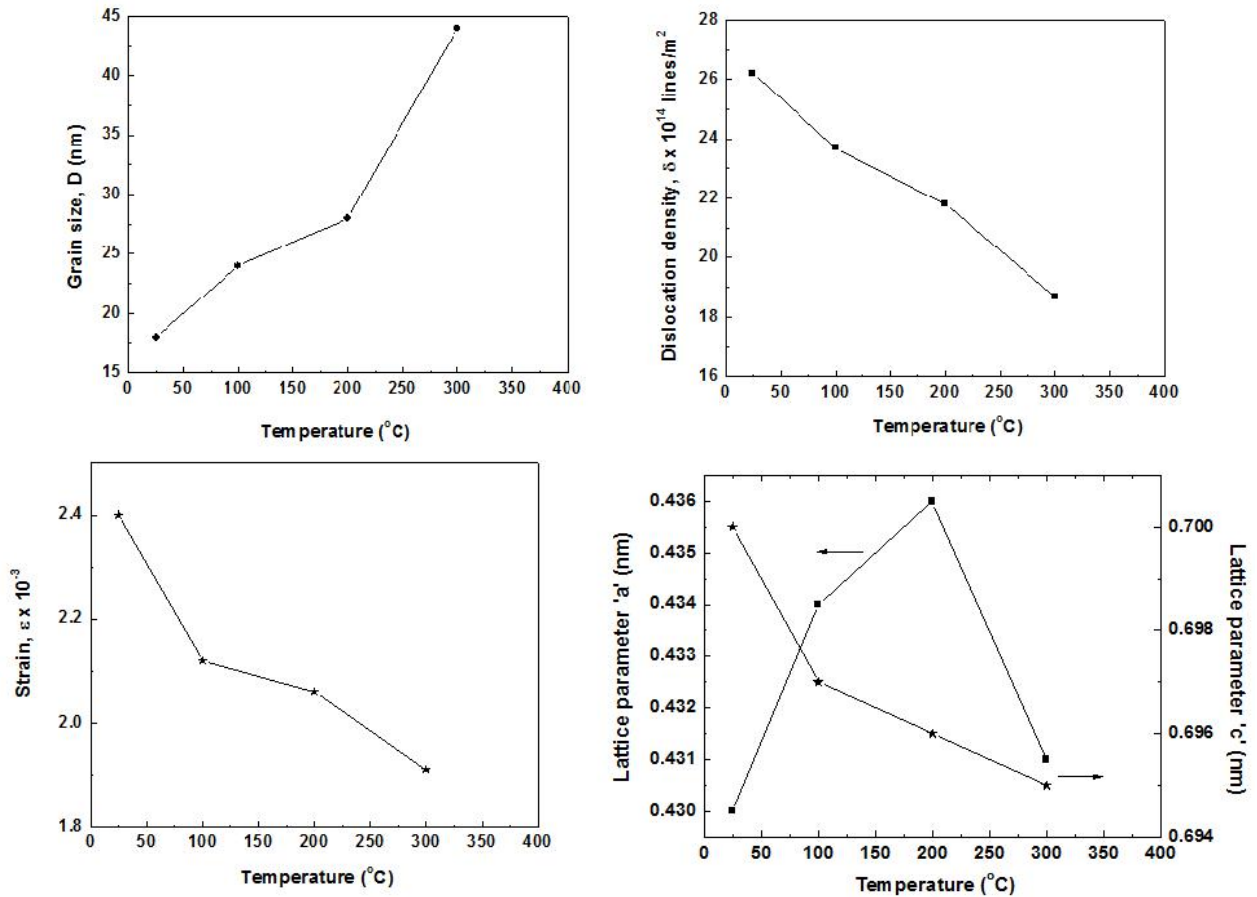 45
40
35
30
25
20
15
Grain size, D (nm)
0 50 100 150 200 250 300 350 400
Temperature (°C)
28
26
24
22
20
18
16
Dislocation density, δ x 10¹⁴ lines/m²
0 50 100 150 200 250 300 350 400
Temperature (°C)
2.4
2.2
2.0
1.8
Strain, ε x 10⁻³
0 50 100 150 200 250 300 350 400
Temperature (°C)
0.436
0.435
0.434
0.433
0.432
0.431
0.430
Lattice parameter 'a' (nm)
0.700
0.698
0.696
0.694
Lattice parameter 'c' (nm)
0 50 100 150 200 250 300 350 400
Temperature (°C)